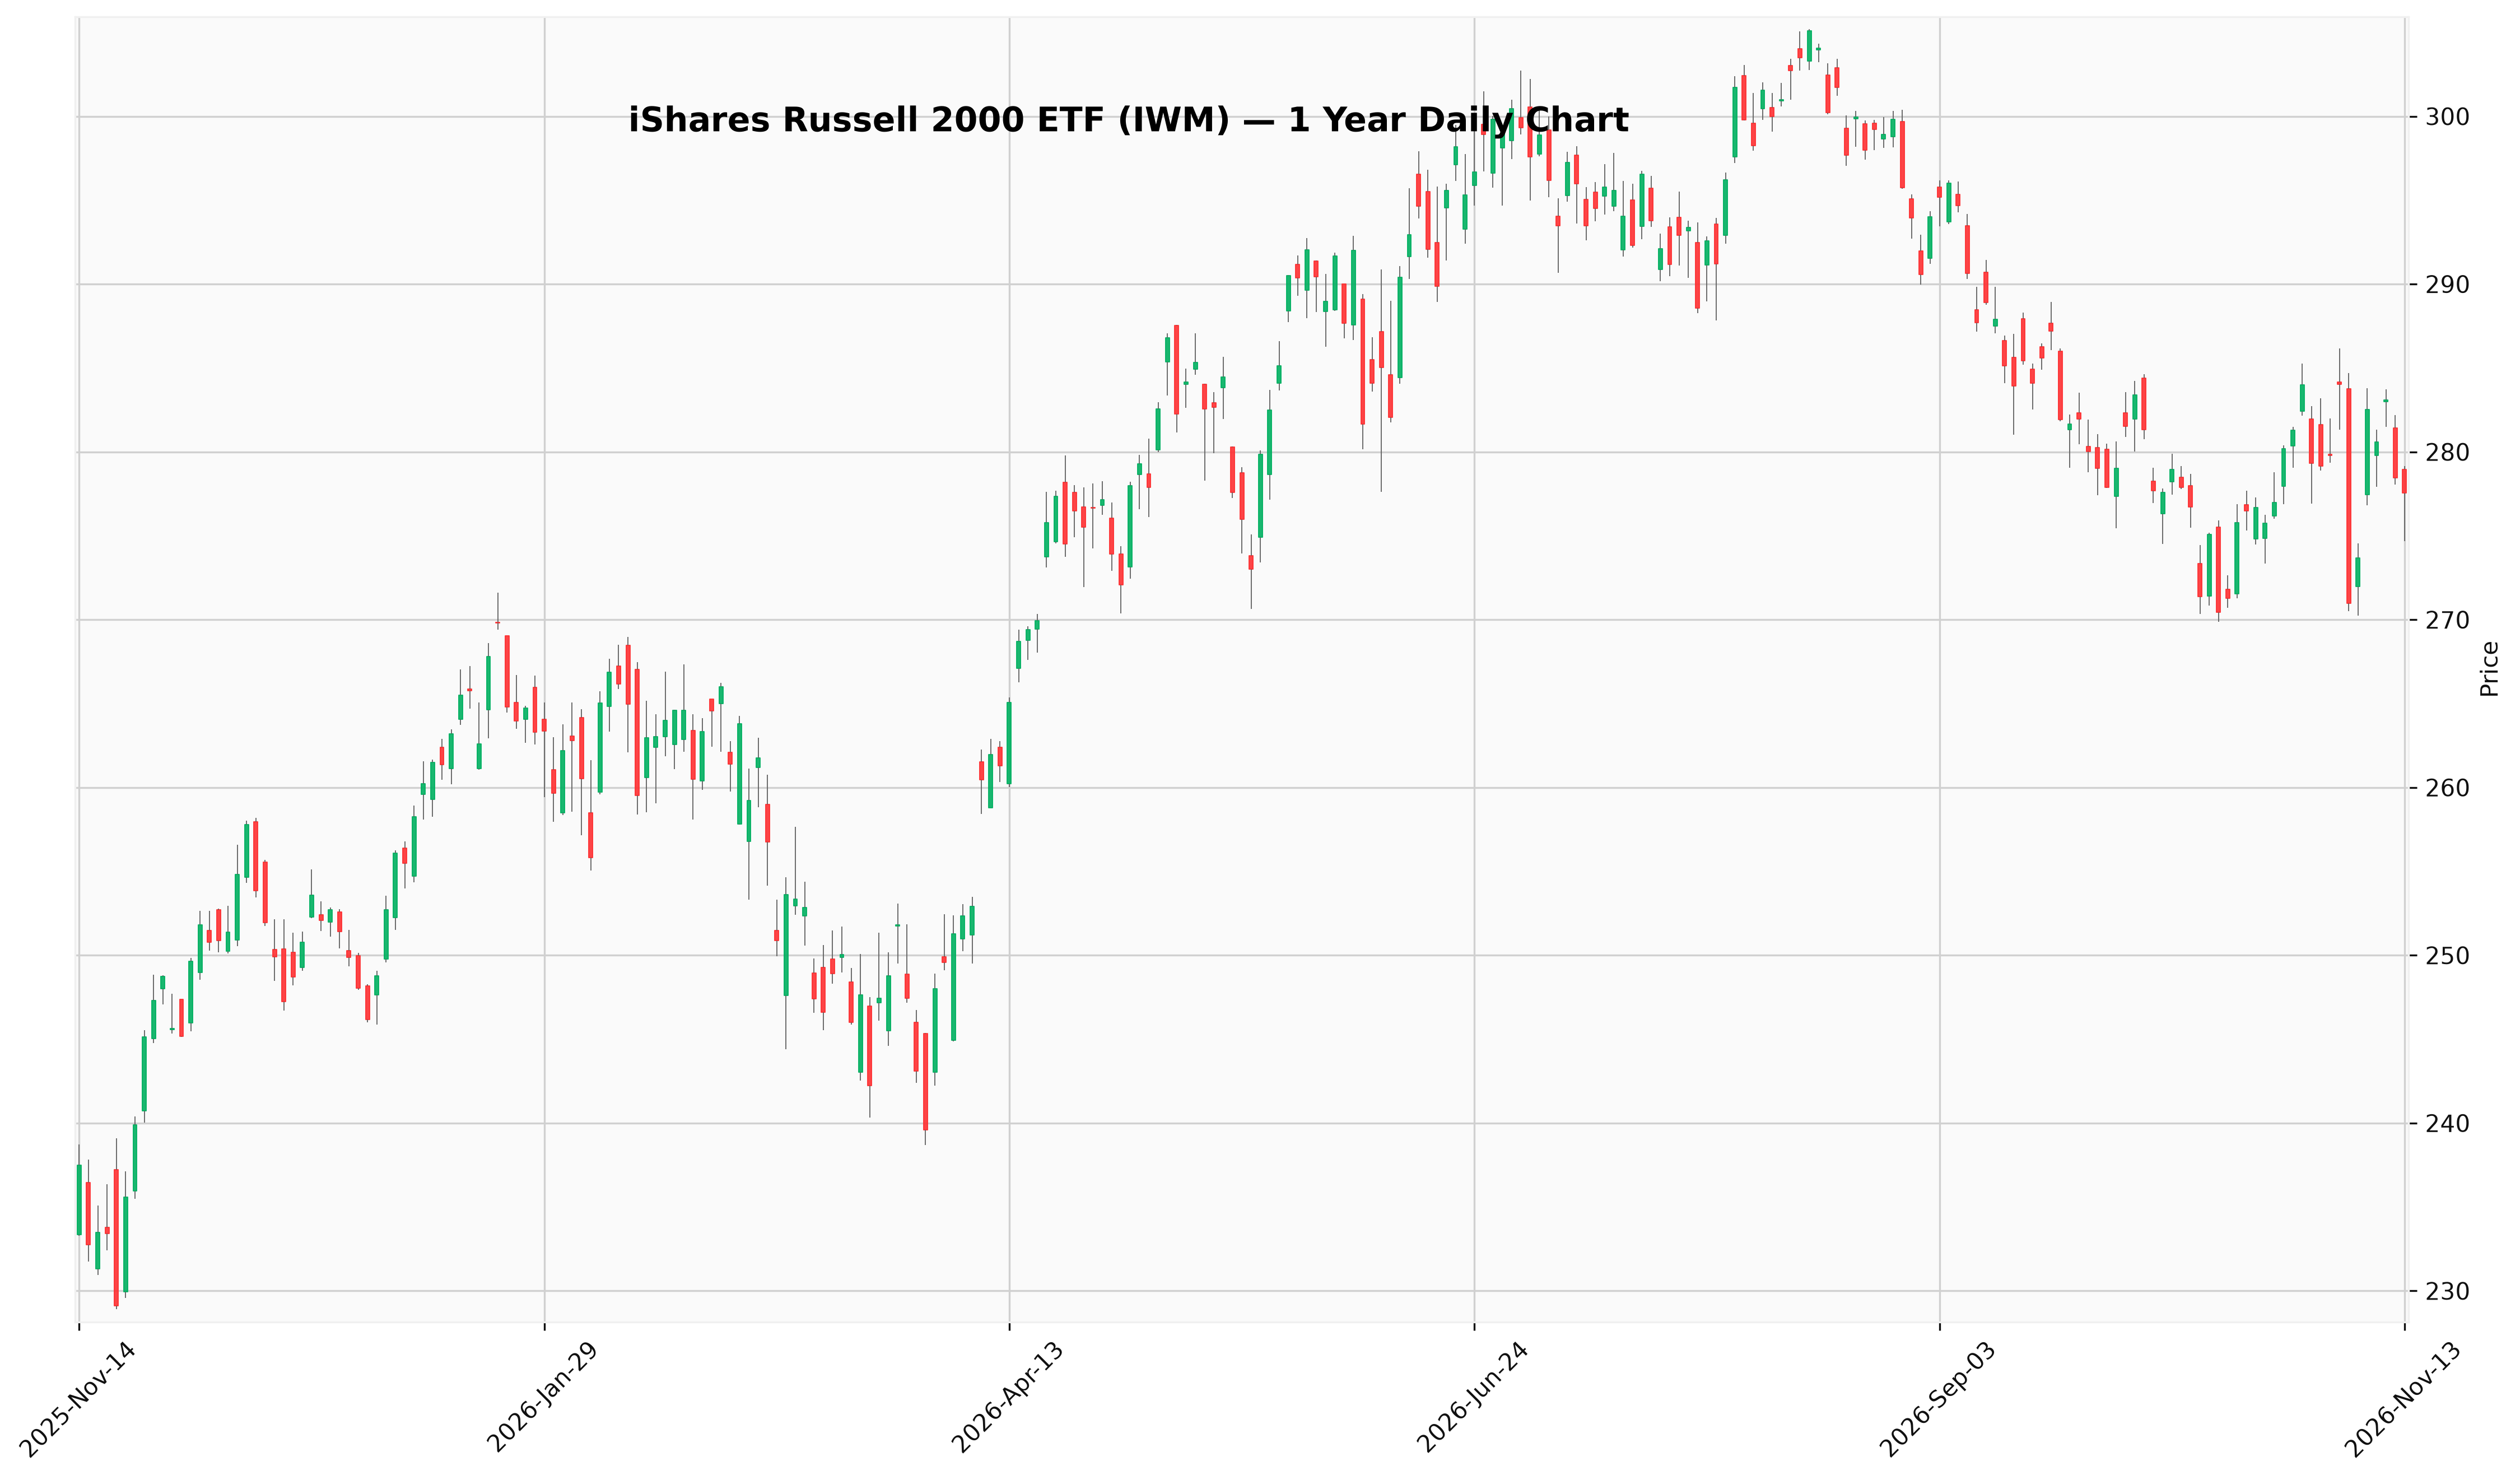 iShares Russell 2000 ETF (IWM) — 1 Year Daily Chart
300
290
280
270
260
250
240
230
Price
2025-Nov-14
2026-Jan-29
2026-Apr-13
2026-Jun-24
2026-Sep-03
2026-Nov-13